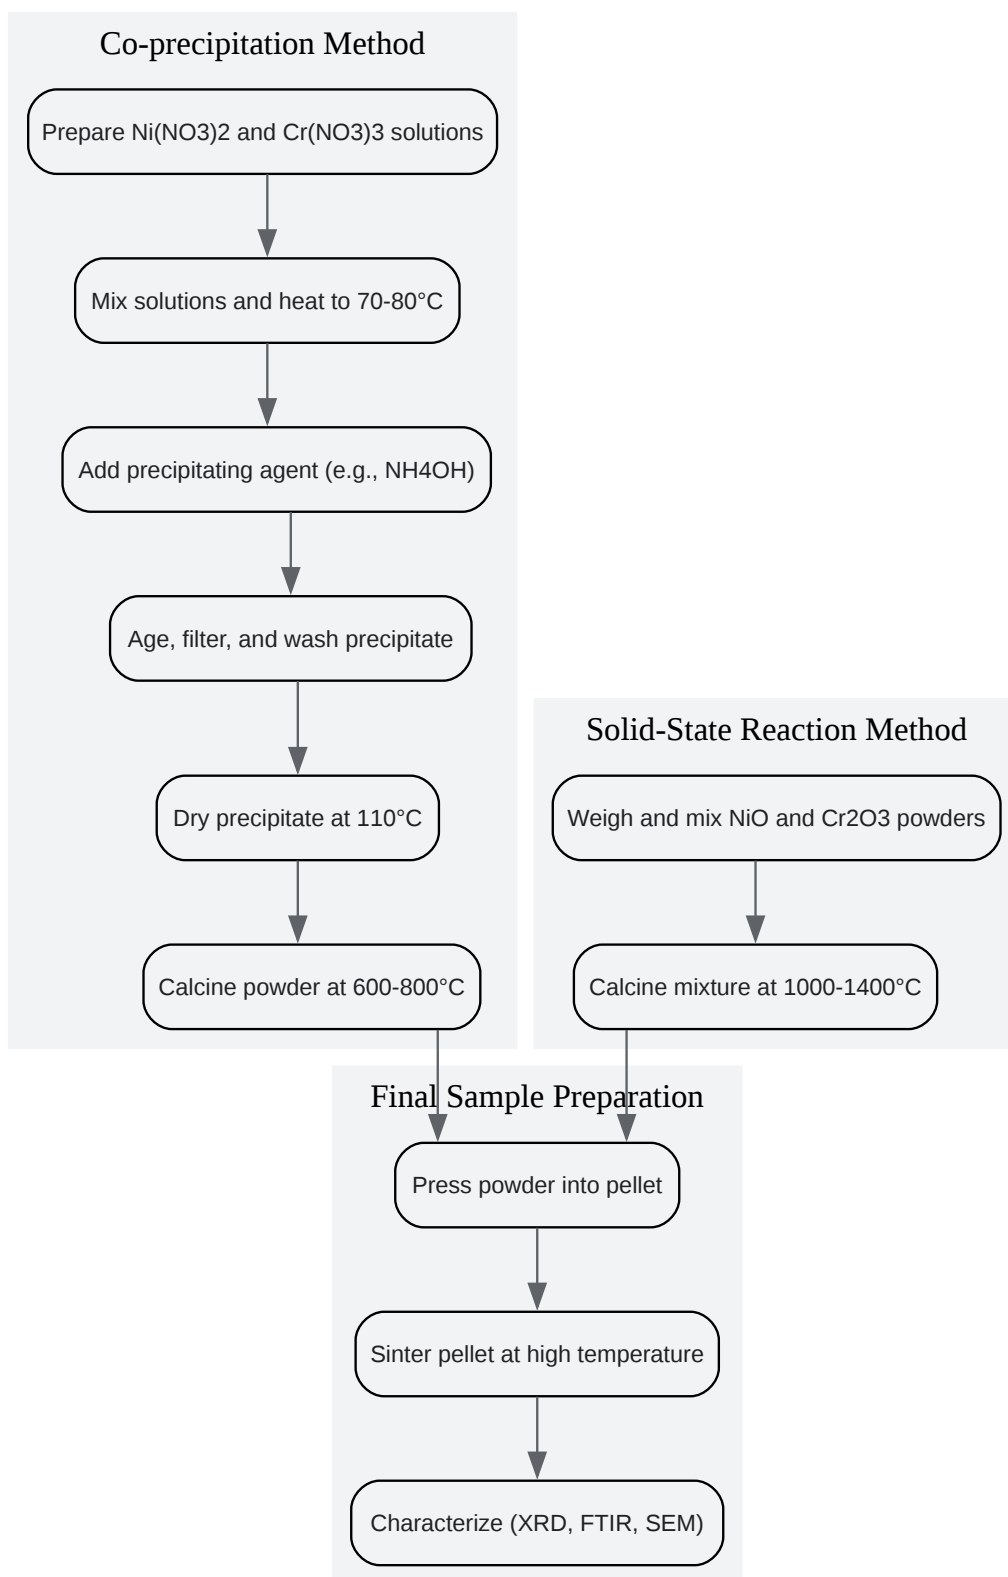 Co-precipitation Method
Prepare Ni(NO3)2 and Cr(NO3)3 solutions
Mix solutions and heat to 70-80°C
Add precipitating agent (e.g., NH4OH)
Age, filter, and wash precipitate
Dry precipitate at 110°C
Calcine powder at 600-800°C
Solid-State Reaction Method
Weigh and mix NiO and Cr2O3 powders
Calcine mixture at 1000-1400°C
Final Sample Preparation
Press powder into pellet
Sinter pellet at high temperature
Characterize (XRD, FTIR, SEM)